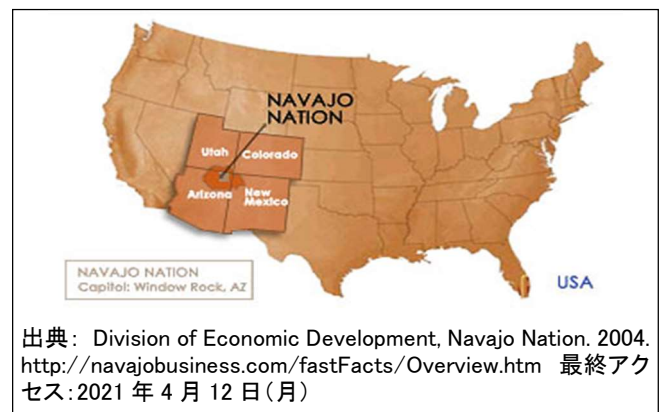 NAVAJO
NATION
Utah
Colorado
Arizona
New
Mexico
NAVAJO NATION
Capitol: Window Rock, AZ
USA
出典: Division of Economic Development, Navajo Nation. 2004.
http://navajobusiness.com/fastFacts/Overview.htm 最終アク
セス:2021 年 4 月 12 日(月)